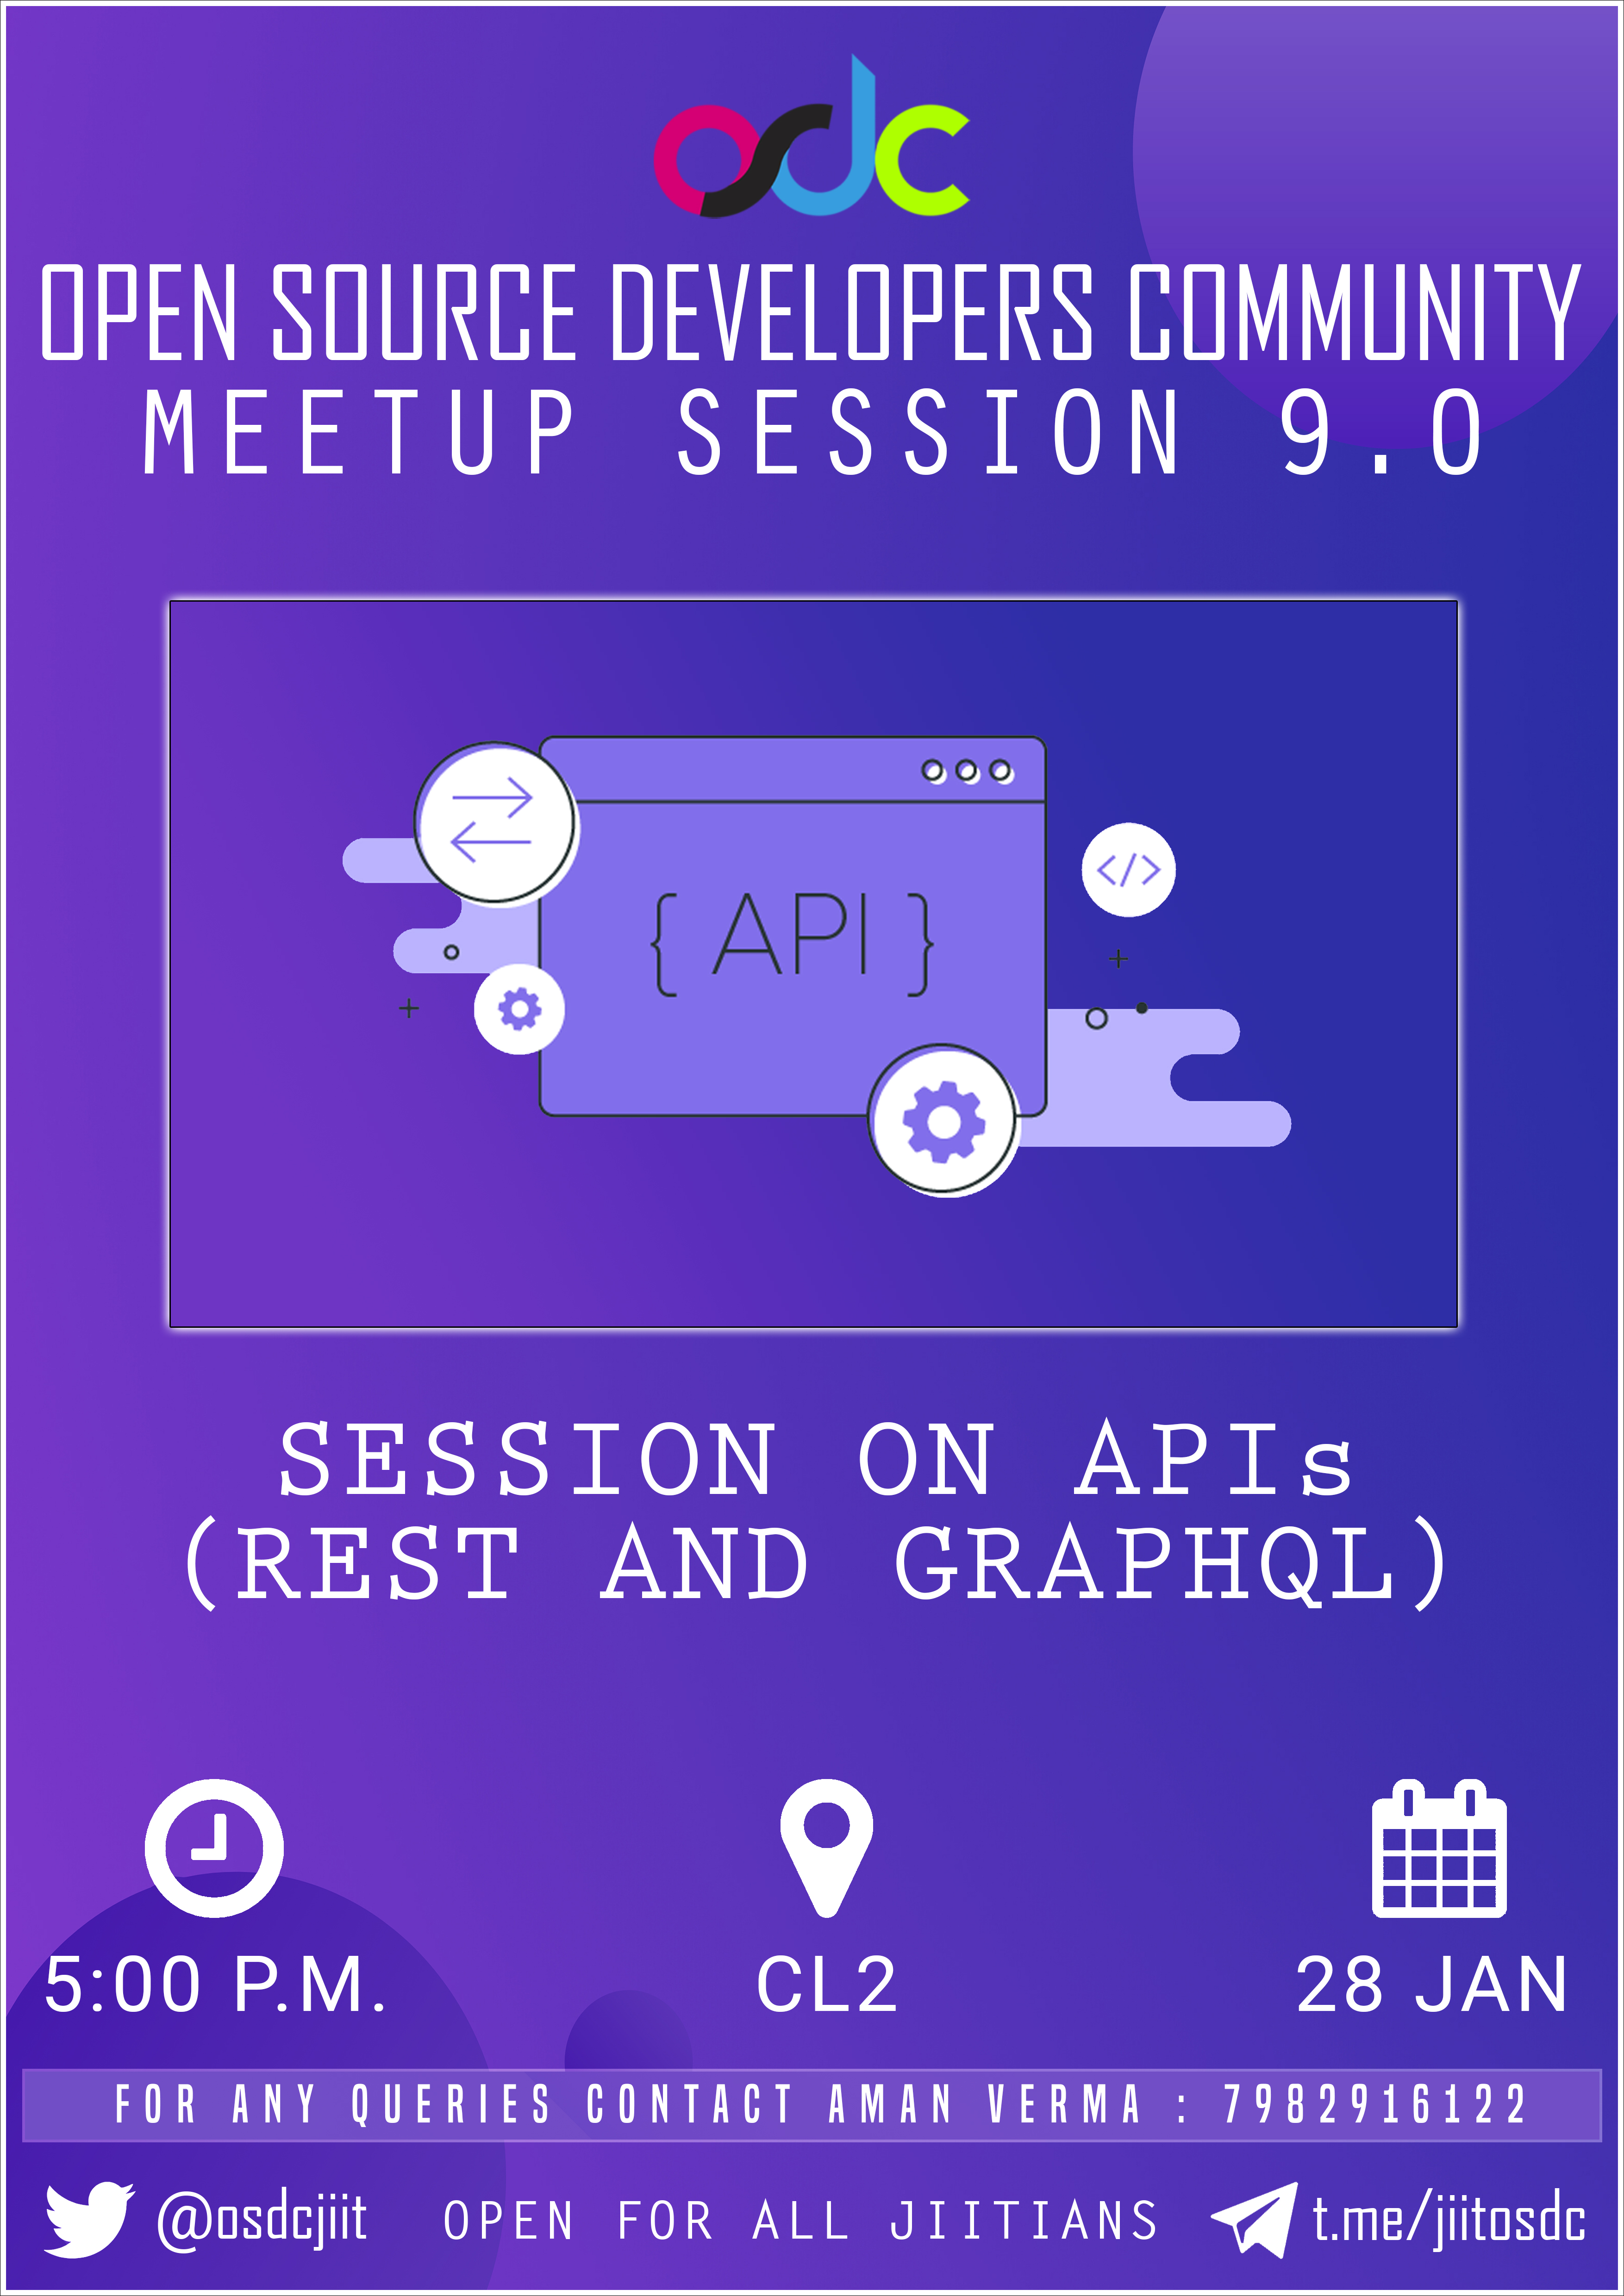 osdc
OPEN SOURCE DEVELOPERS COMMUNITY
MEETUP SESSION 9.0
</>
{ API }
SESSION ON APIs
(REST AND GRAPHQL)
5:00 P.M.
CL2
28 JAN
FOR ANY QUERIES CONTACT AMAN VERMA : 7982916122
@osdcjiit
OPEN FOR ALL JIITIANS
t.me/jiitosdc